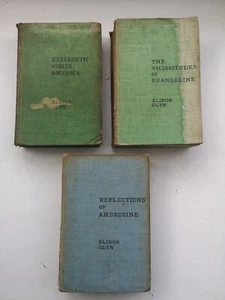 ELIZABETH
VISITS
AMERICA
THE
VICISSITUDES
OF
EVANGELINE
ELINOR
GLYN
REFLECTIONS
OF
AMBROSINE
ELINOR
GLYN